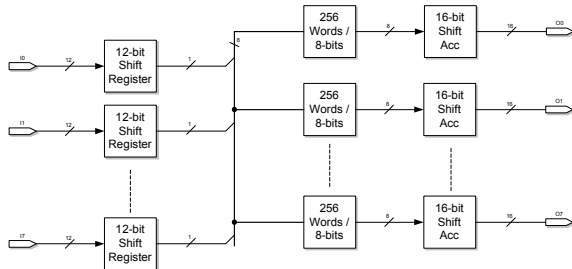 256
Words /
8-bits
8
16-bit
Shift
Acc
16
O0
8
I0
12
12-bit
Shift
Register
1
I1
12
12-bit
Shift
Register
1
256
Words /
8-bits
8
16-bit
Shift
Acc
16
O1
I7
12
12-bit
Shift
Register
1
256
Words /
8-bits
8
16-bit
Shift
Acc
16
O7